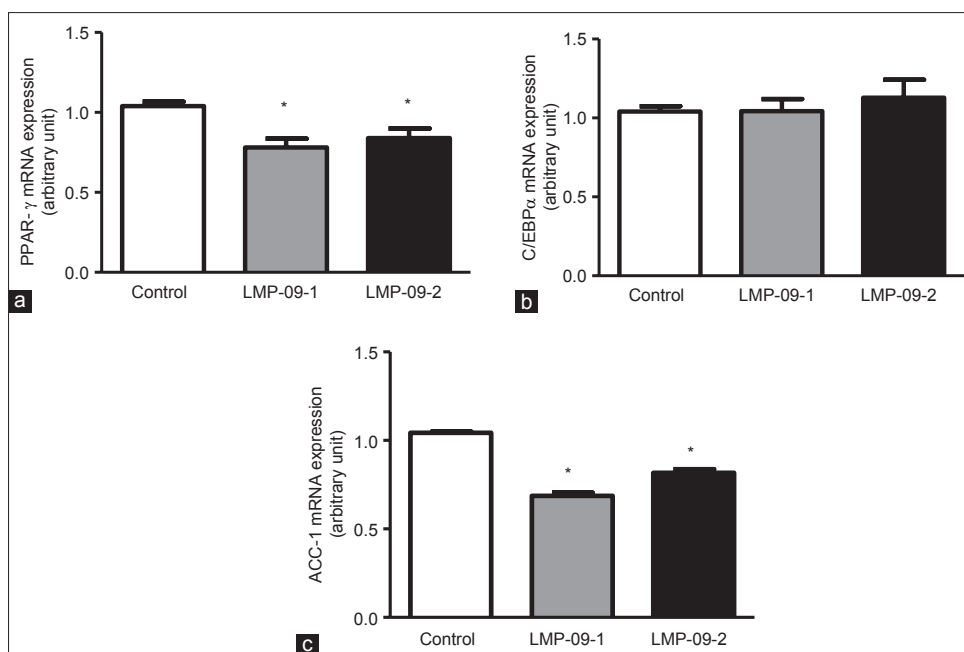 PPAR- γ mRNA expression
(arbitrary unit)
1.5
1.0
0.5
0.0
*
*
Control
LMP-09-1
LMP-09-2
a
C/EBPα mRNA expression
(arbitrary unit)
1.5
1.0
0.5
0.0
Control
LMP-09-1
LMP-09-2
b
ACC-1 mRNA expression
(arbitrary unit)
1.5
1.0
0.5
0.0
*
*
Control
LMP-09-1
LMP-09-2
c